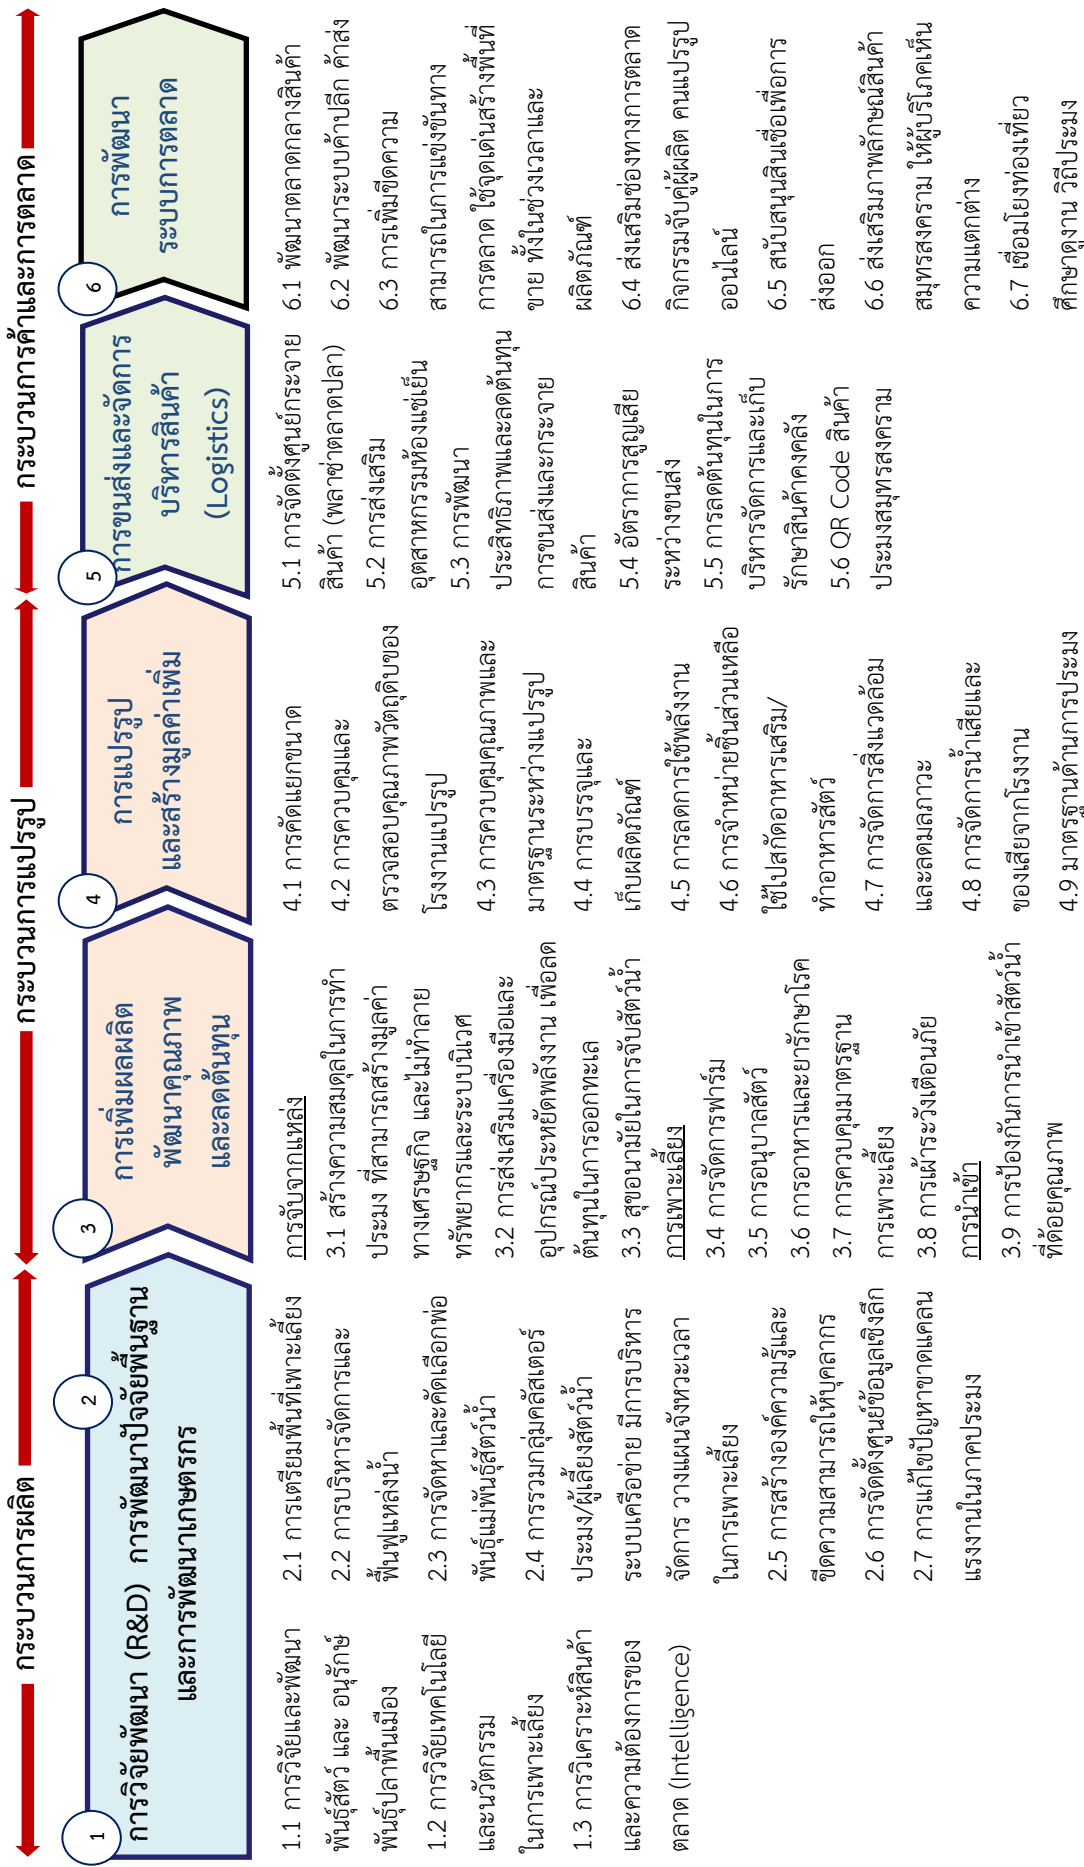 กระบวนการผลิต
กระบวนการแปรรูป
กระบวนการค้าและการตลาด
1
2
การวิจัยพัฒนา (R&D) การพัฒนาปัจจัยพื้นฐาน
และการพัฒนาเกษตรกร
3
การเพิ่มผลผลิต
พัฒนาคุณภาพ
และลดต้นทุน
4
การแปรรูป
และสร้างมูลค่าเพิ่ม
5
การขนส่งและจัดการ
บริหารสินค้า
(Logistics)
6
การพัฒนา
ระบบการตลาด
1.1 การวิจัยและพัฒนา
พันธุ์สัตว์ และ อนุรักษ์
พันธุ์ปลาพื้นเมือง
1.2 การวิจัยเทคโนโลยี
และนวัตกรรม
ในการเพาะเลี้ยง
1.3 การวิเคราะห์สินค้า
และความต้องการของ
ตลาด (Intelligence)
2.1 การเตรียมพื้นที่เพาะเลี้ยง
2.2 การบริหารจัดการและ
ฟื้นฟูแหล่งน้ำ
2.3 การจัดหาและคัดเลือกพ่อ
พันธุ์แม่พันธุ์สัตว์น้ำ
2.4 การรวมกลุ่มคลัสเตอร์
ประมง/ผู้เลี้ยงสัตว์น้ำ
ระบบเครือข่าย มีการบริหาร
จัดการ วางแผนจังหวะเวลา
ในการเพาะเลี้ยง
2.5 การสร้างองค์ความรู้และ
ขีดความสามารถให้บุคลากร
2.6 การจัดตั้งศูนย์ข้อมูลเชิงลึก
2.7 การแก้ไขปัญหาขาดแคลน
แรงงานในภาคประมง
การจับจากแหล่ง
3.1 สร้างความสมดุลในการทำ
ประมง ที่สามารถสร้างมูลค่า
ทางเศรษฐกิจ และไม่ทำลาย
ทรัพยากรและระบบนิเวศ
3.2 การส่งเสริมเครื่องมือและ
อุปกรณ์ประหยัดพลังงาน เพื่อลด
ต้นทุนในการออกทะเล
3.3 สุขอนามัยในการจับสัตว์น้ำ
การเพาะเลี้ยง
3.4 การจัดการฟาร์ม
3.5 การอนุบาลสัตว์
3.6 การอาหารและยารักษาโรค
3.7 การควบคุมมาตรฐาน
การเพาะเลี้ยง
3.8 การเฝ้าระวังเตือนภัย
การนำเข้า
3.9 การป้องกันการนำเข้าสัตว์น้ำ
ที่ด้อยคุณภาพ
4.1 การคัดแยกขนาด
4.2 การควบคุมและ
ตรวจสอบคุณภาพวัตถุดิบของ
โรงงานแปรรูป
4.3 การควบคุมคุณภาพและ
มาตรฐานระหว่างแปรรูป
4.4 การบรรจุและ
เก็บผลิตภัณฑ์
4.5 การลดการใช้พลังงาน
4.6 การจำหน่ายชิ้นส่วนเหลือ
ใช้ไปสกัดอาหารเสริม/
ทำอาหารสัตว์
4.7 การจัดการสิ่งแวดล้อม
และลดมลภาวะ
4.8 การจัดการน้ำเสียและ
ของเสียจากโรงงาน
4.9 มาตรฐานด้านการประมง
5.1 การจัดตั้งศูนย์กระจาย
สินค้า (พลาซ่าตลาดปลา)
5.2 การส่งเสริม
อุตสาหกรรมห้องแช่เย็น
5.3 การพัฒนา
ประสิทธิภาพและลดต้นทุน
การขนส่งและกระจาย
สินค้า
5.4 อัตราการสูญเสีย
ระหว่างขนส่ง
5.5 การลดต้นทุนในการ
บริหารจัดการและเก็บ
รักษาสินค้าคงคลัง
5.6 QR Code สินค้า
ประมงสมุทรสงคราม
6.1 พัฒนาตลาดกลางสินค้า
6.2 พัฒนาระบบค้าปลีก ค้าส่ง
6.3 การเพิ่มขีดความ
สามารถในการแข่งขันทาง
การตลาด ใช้จุดเด่นสร้างพื้นที่
ขาย ทั้งในช่วงเวลาและ
ผลิตภัณฑ์
6.4 ส่งเสริมช่องทางการตลาด
กิจกรรมจับคู่ผู้ผลิต คนแปรรูป
ออนไลน์
6.5 สนับสนุนสินเชื่อเพื่อการ
ส่งออก
6.6 ส่งเสริมภาพลักษณ์สินค้า
สมุทรสงคราม ให้ผู้บริโภคเห็น
ความแตกต่าง
6.7 เชื่อมโยงท่องเที่ยว
ศึกษาดูงาน วิถีประมง